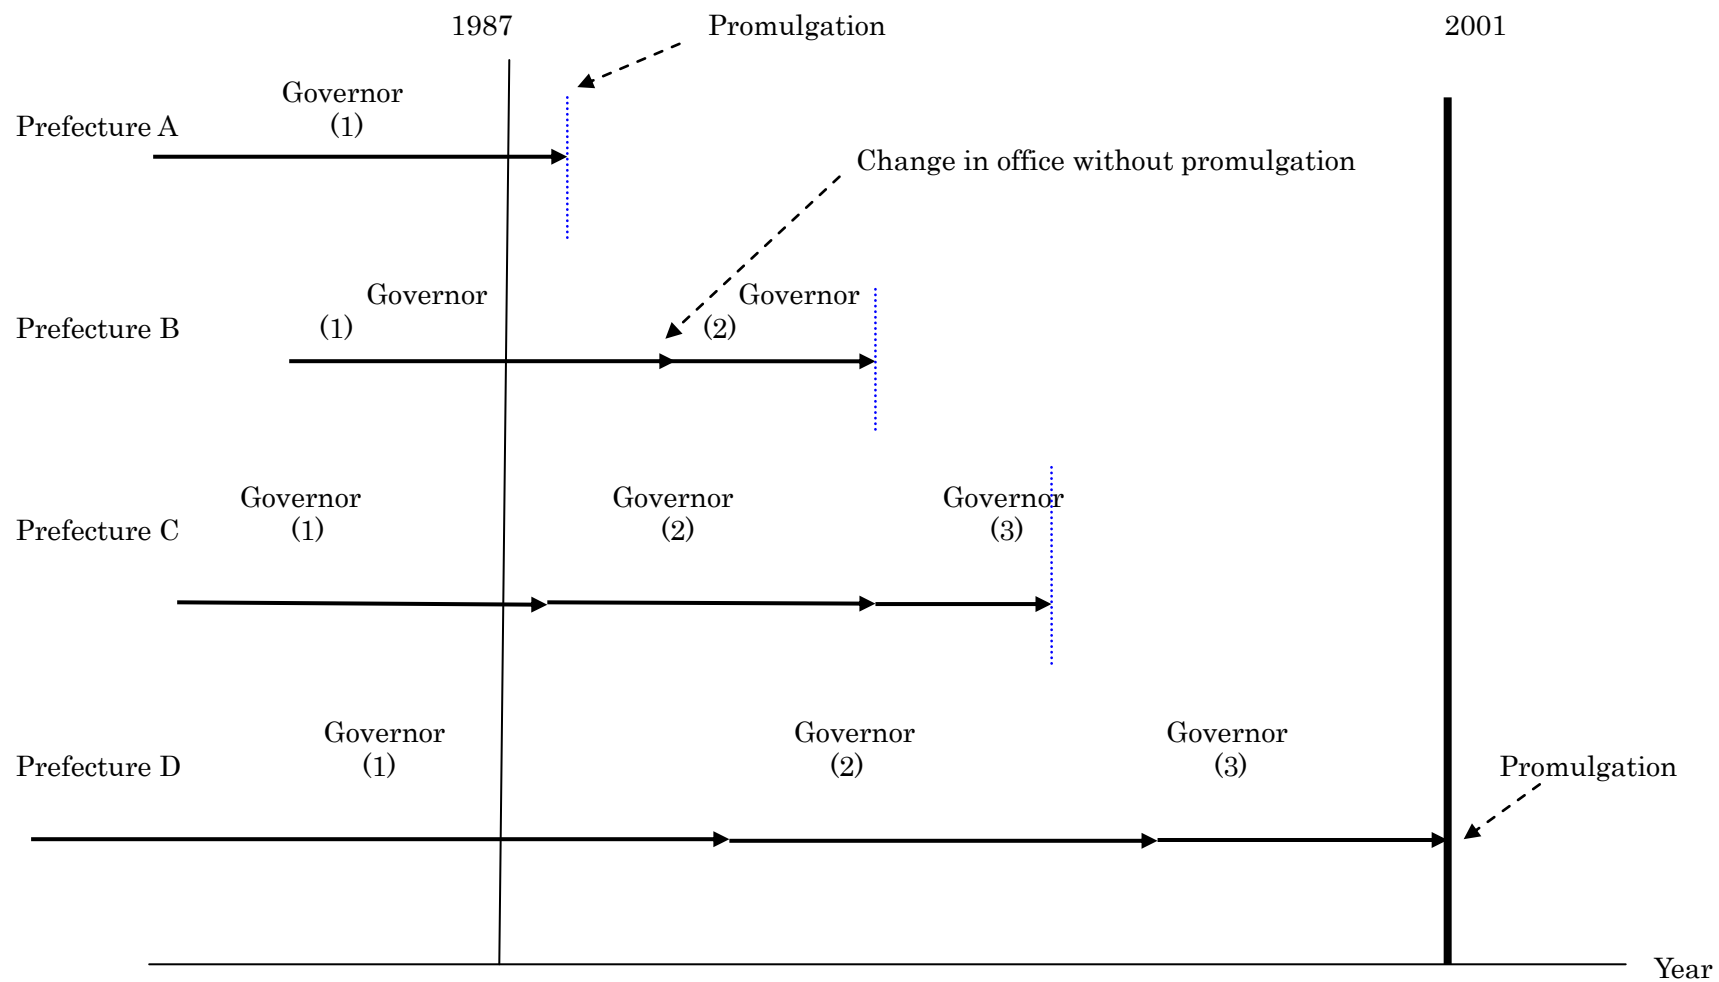 1987
Promulgation
2001
Governor
(1)
Prefecture A
Change in office without promulgation
Governor
(1)
Governor
(2)
Prefecture B
Governor
(1)
Governor
(2)
Governor
(3)
Prefecture C
Governor
(1)
Governor
(2)
Governor
(3)
Prefecture D
Promulgation
Year